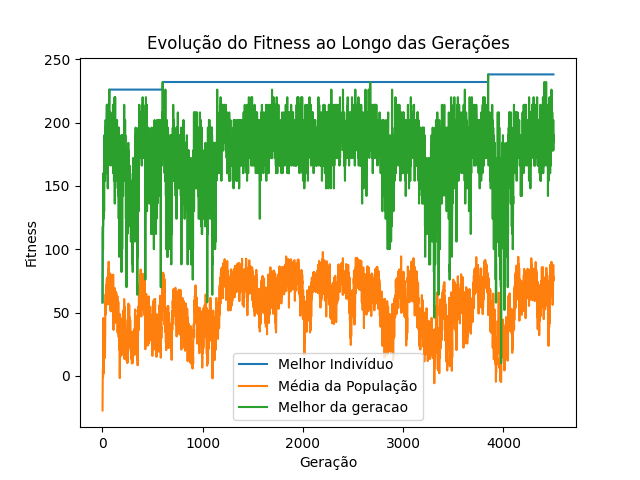 Evolução do Fitness ao Longo das Gerações
250
200
150
100
50
0
Fitness
Melhor Indivíduo
Média da População
Melhor da geracao
0 1000 2000 3000 4000
Geração